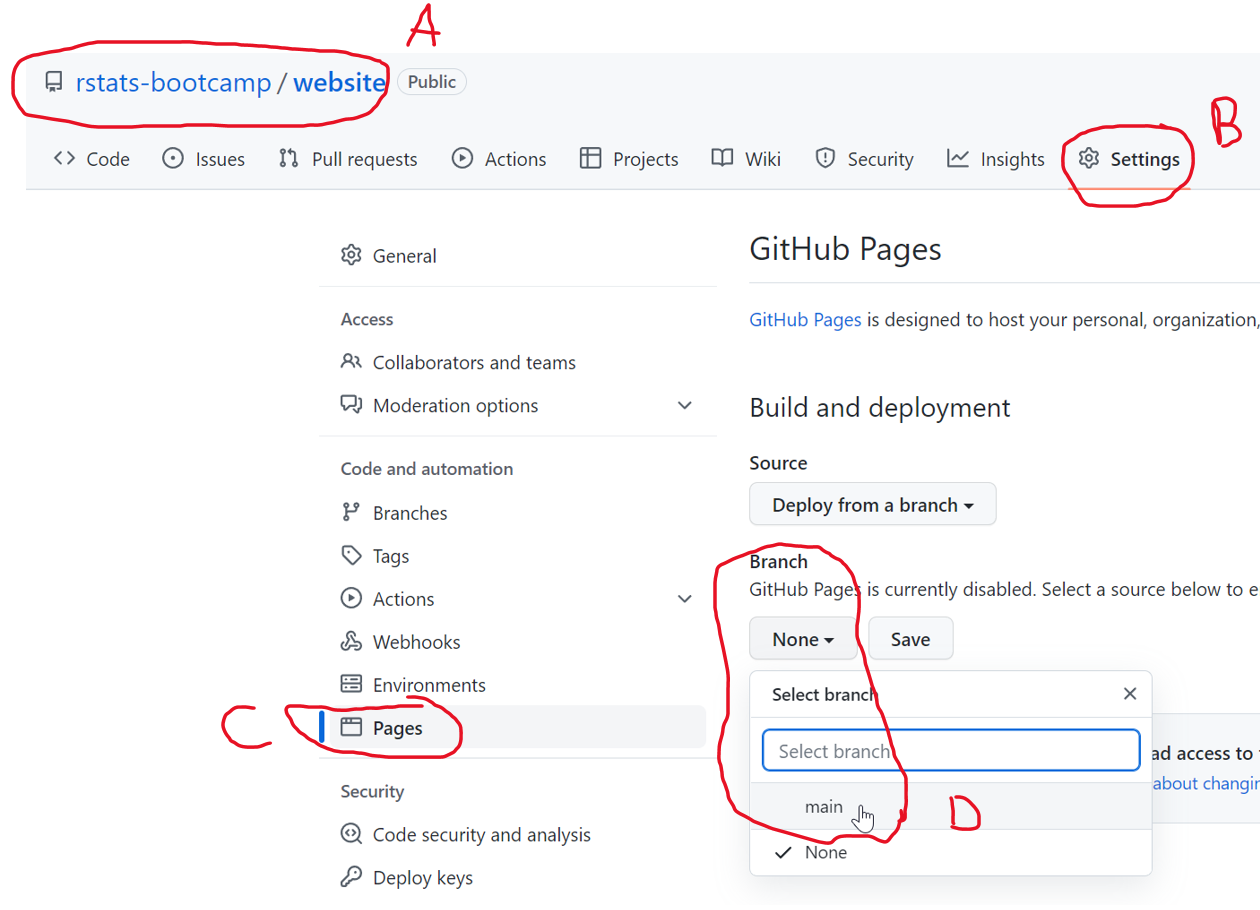 A
rstats-bootcamp / website Public
B
Code Issues Pull requests Actions Projects Wiki Security Insights Settings
General
GitHub Pages
Access
GitHub Pages is designed to host your personal, organization,
Collaborators and teams
Moderation options
Build and deployment
Code and automation
Source
Branches
Deploy from a branch
Tags
Branch
Actions
GitHub Pages is currently disabled. Select a source below to e
Webhooks
None Save
Environments
Select branch
C
Pages
Select branch
ad access to
Security
about changin
main
D
Code security and analysis
None
Deploy keys